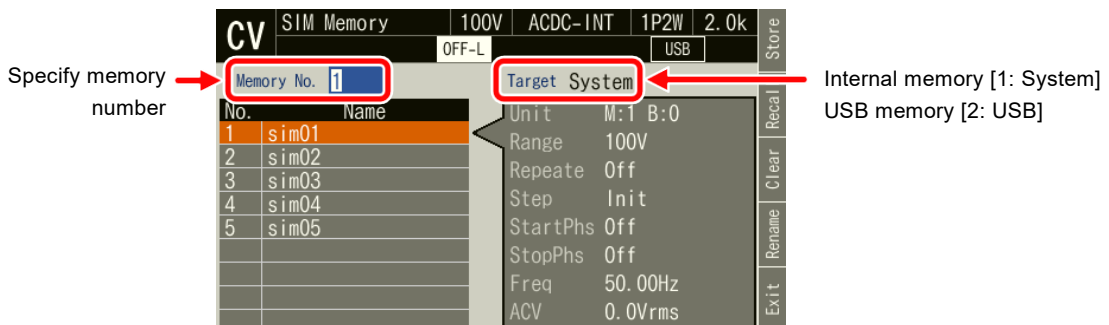 CV SIM Memory 100V ACDC-INT 1P2W 2.0k
OFF-L USB
Specify memory
number
Memory No. 1
Target System
Internal memory [1: System]
USB memory [2: USB]
No. Name
1 sim01
2 sim02
3 sim03
4 sim04
5 sim05
Unit M:1 B:0
Range 100V
Repeate Off
Step Init
StartPhs Off
StopPhs Off
Freq 50.00Hz
ACV 0.0Vrms
Store
Recal
Clear
Rename
Exit